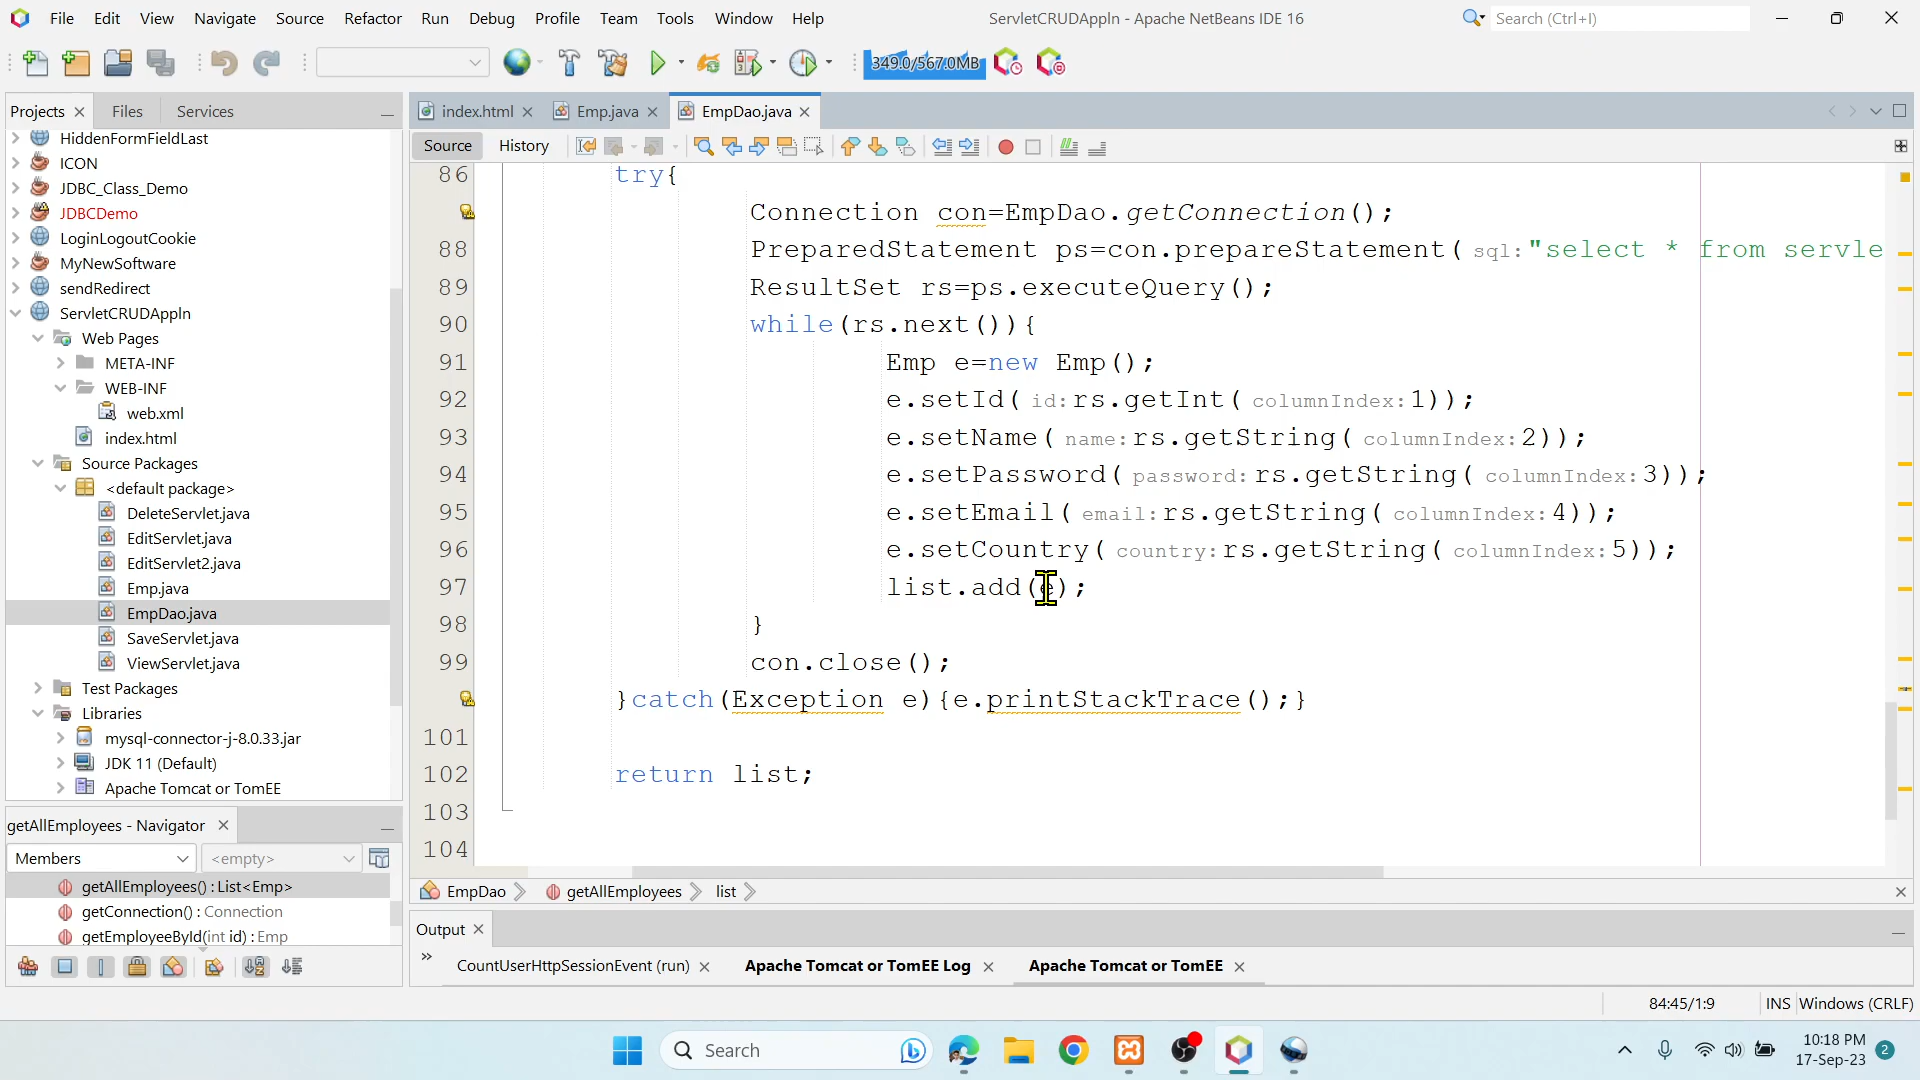 File Edit View Navigate Source Refactor Run Debug Profile Team Tools Window Help
ServletCRUDAppln - Apache NetBeans IDE 16
Search (Ctrl+I)
349.0/567.0MB
Projects
Files
Services
HiddenFormFieldLast
ICON
JDBC_Class_Demo
JDBCDemo
LoginLogoutCookie
MyNewSoftware
sendRedirect
ServletCRUDAppln
Web Pages
META-INF
WEB-INF
web.xml
index.html
Source Packages
<default package>
DeleteServlet.java
EditServlet.java
EditServlet2.java
Emp.java
EmpDao.java
SaveServlet.java
ViewServlet.java
Test Packages
Libraries
mysql-connector-j-8.0.33.jar
JDK 11 (Default)
Apache Tomcat or TomEE
getAllEmployees - Navigator
Members
<empty>
getAllEmployees() : List<Emp>
getConnection() : Connection
getEmployeeById(int id) : Emp
index.html
Emp.java
EmpDao.java
Source
History
86 try{
Connection con=EmpDao.getConnection();
88 PreparedStatement ps=con.prepareStatement( sql: "select * from servle
89 ResultSet rs=ps.executeQuery();
90 while(rs.next()){
91 Emp e=new Emp();
92 e.setId( id: rs.getInt( columnIndex: 1));
93 e.setName( name: rs.getString( columnIndex: 2));
94 e.setPassword( password: rs.getString( columnIndex: 3));
95 e.setEmail( email: rs.getString( columnIndex: 4));
96 e.setCountry( country: rs.getString( columnIndex: 5));
97 list.add(e);
98 }
99 con.close();
}catch(Exception e){e.printStackTrace();}
101
102 return list;
103
104
EmpDao
getAllEmployees
list
Output
CountUserHttpSessionEvent (run)
Apache Tomcat or TomEE Log
Apache Tomcat or TomEE
84:45/1:9
INS
Windows (CRLF)
Search
10:18 PM
17-Sep-23
2